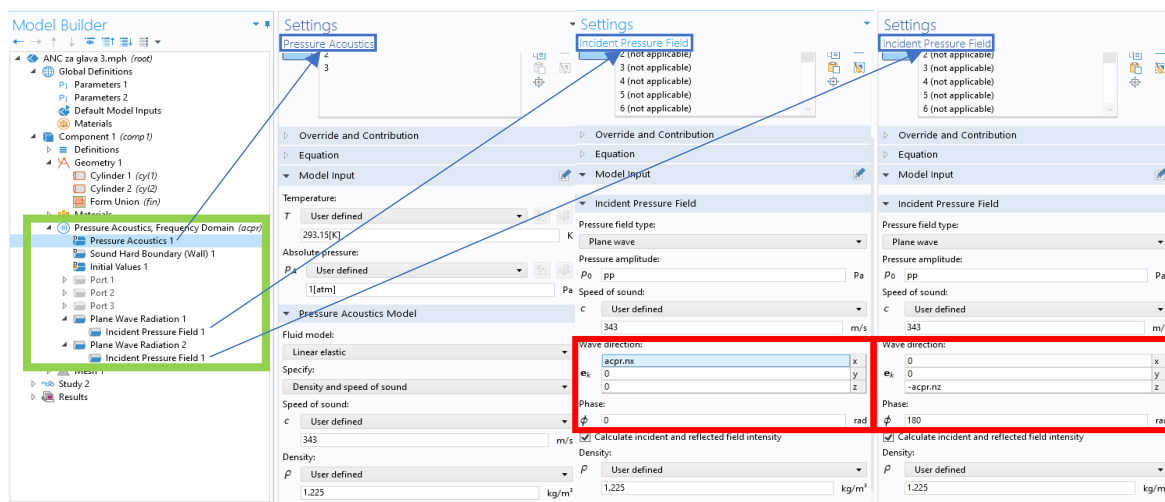 Model Builder
ANC za glava 3.mph (root)
Global Definitions
Pi Parameters 1
Pi Parameters 2
Default Model Inputs
Materials
Component 1 (comp1)
Definitions
Geometry 1
Cylinder 1 (cyl1)
Cylinder 2 (cyl2)
Form Union (fin)
Materials
Pressure Acoustics, Frequency Domain (acpr)
Pressure Acoustics 1
Sound Hard Boundary (Wall) 1
Initial Values 1
Port 1
Port 2
Port 3
Plane Wave Radiation 1
Incident Pressure Field 1
Plane Wave Radiation 2
Incident Pressure Field 1
Mesh 1
Study 2
Results
Settings
Pressure Acoustics
2
3
Override and Contribution
Equation
Model Input
Temperature:
T User defined
293.15[K] K
Absolute pressure:
pA User defined
1[atm] Pa
Pressure Acoustics Model
Fluid model:
Linear elastic
Specify:
Density and speed of sound
Speed of sound:
c User defined
343 m/s
Density:
ρ User defined
1.225 kg/m³
Settings
Incident Pressure Field
2 (not applicable)
3 (not applicable)
4 (not applicable)
5 (not applicable)
6 (not applicable)
Override and Contribution
Equation
Model Input
Incident Pressure Field
Pressure field type:
Plane wave
Pressure amplitude:
p0 pp Pa
Speed of sound:
c User defined
343 m/s
Wave direction:
acpr.nx x
ek 0 y
0 z
Phase:
ϕ 0 rad
Calculate incident and reflected field intensity
Density:
ρ User defined
1.225 kg/m³
Settings
Incident Pressure Field
2 (not applicable)
3 (not applicable)
4 (not applicable)
5 (not applicable)
6 (not applicable)
Override and Contribution
Equation
Model Input
Incident Pressure Field
Pressure field type:
Plane wave
Pressure amplitude:
p0 pp Pa
Speed of sound:
c User defined
343 m/
Wave direction:
0 x
ek 0 y
-acpr.nz z
Phase:
ϕ 180 rad
Calculate incident and reflected field intensity
Density:
ρ User defined
1.225 kg/m